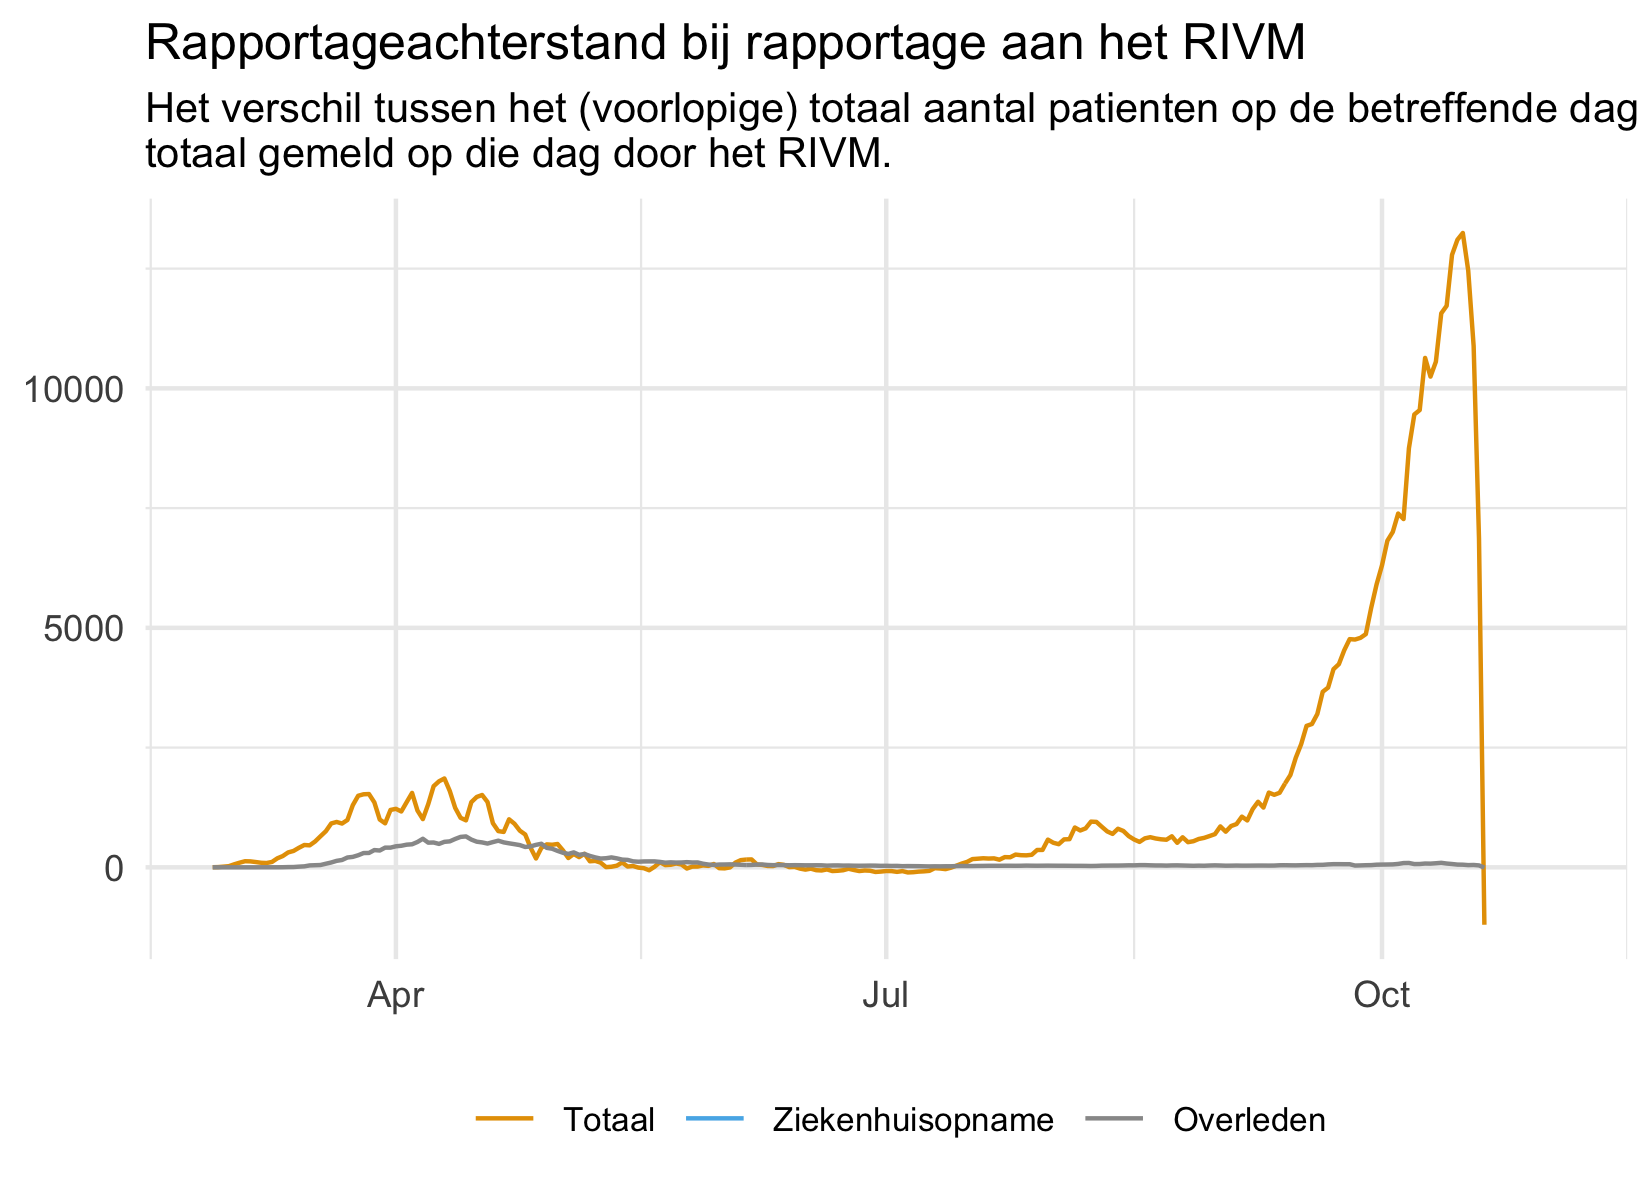 Rapportageachterstand bij rapportage aan het RIVM
Het verschil tussen het (voorlopige) totaal aantal patienten op de betreffende dag
totaal gemeld op die dag door het RIVM.
10000
5000
0
Apr
Jul
Oct
Totaal
Ziekenhuisopname
Overleden